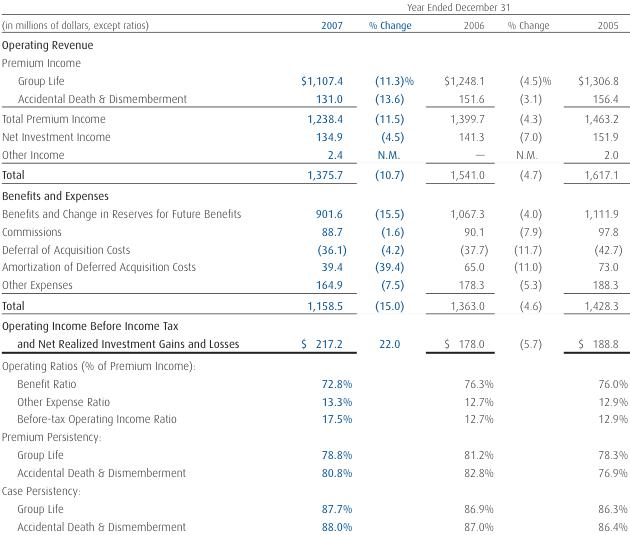 Year Ended December 31
(in millions of dollars, except ratios) 2007 % Change 2006 % Change 2005
Operating Revenue
Premium Income
Group Life $1,107.4 (11.3)% $1,248.1 (4.5)% $1,306.8
Accidental Death & Dismemberment 131.0 (13.6) 151.6 (3.1) 156.4
Total Premium Income 1,238.4 (11.5) 1,399.7 (4.3) 1,463.2
Net Investment Income 134.9 (4.5) 141.3 (7.0) 151.9
Other Income 2.4 N.M. — N.M. 2.0
Total 1,375.7 (10.7) 1,541.0 (4.7) 1,617.1
Benefits and Expenses
Benefits and Change in Reserves for Future Benefits 901.6 (15.5) 1,067.3 (4.0) 1,111.9
Commissions 88.7 (1.6) 90.1 (7.9) 97.8
Deferral of Acquisition Costs (36.1) (4.2) (37.7) (11.7) (42.7)
Amortization of Deferred Acquisition Costs 39.4 (39.4) 65.0 (11.0) 73.0
Other Expenses 164.9 (7.5) 178.3 (5.3) 188.3
Total 1,158.5 (15.0) 1,363.0 (4.6) 1,428.3
Operating Income Before Income Tax
and Net Realized Investment Gains and Losses $ 217.2 22.0 $ 178.0 (5.7) $ 188.8
Operating Ratios (% of Premium Income):
Benefit Ratio 72.8% 76.3% 76.0%
Other Expense Ratio 13.3% 12.7% 12.9%
Before-tax Operating Income Ratio 17.5% 12.7% 12.9%
Premium Persistency:
Group Life 78.8% 81.2% 78.3%
Accidental Death & Dismemberment 80.8% 82.8% 76.9%
Case Persistency:
Group Life 87.7% 86.9% 86.3%
Accidental Death & Dismemberment 88.0% 87.0% 86.4%